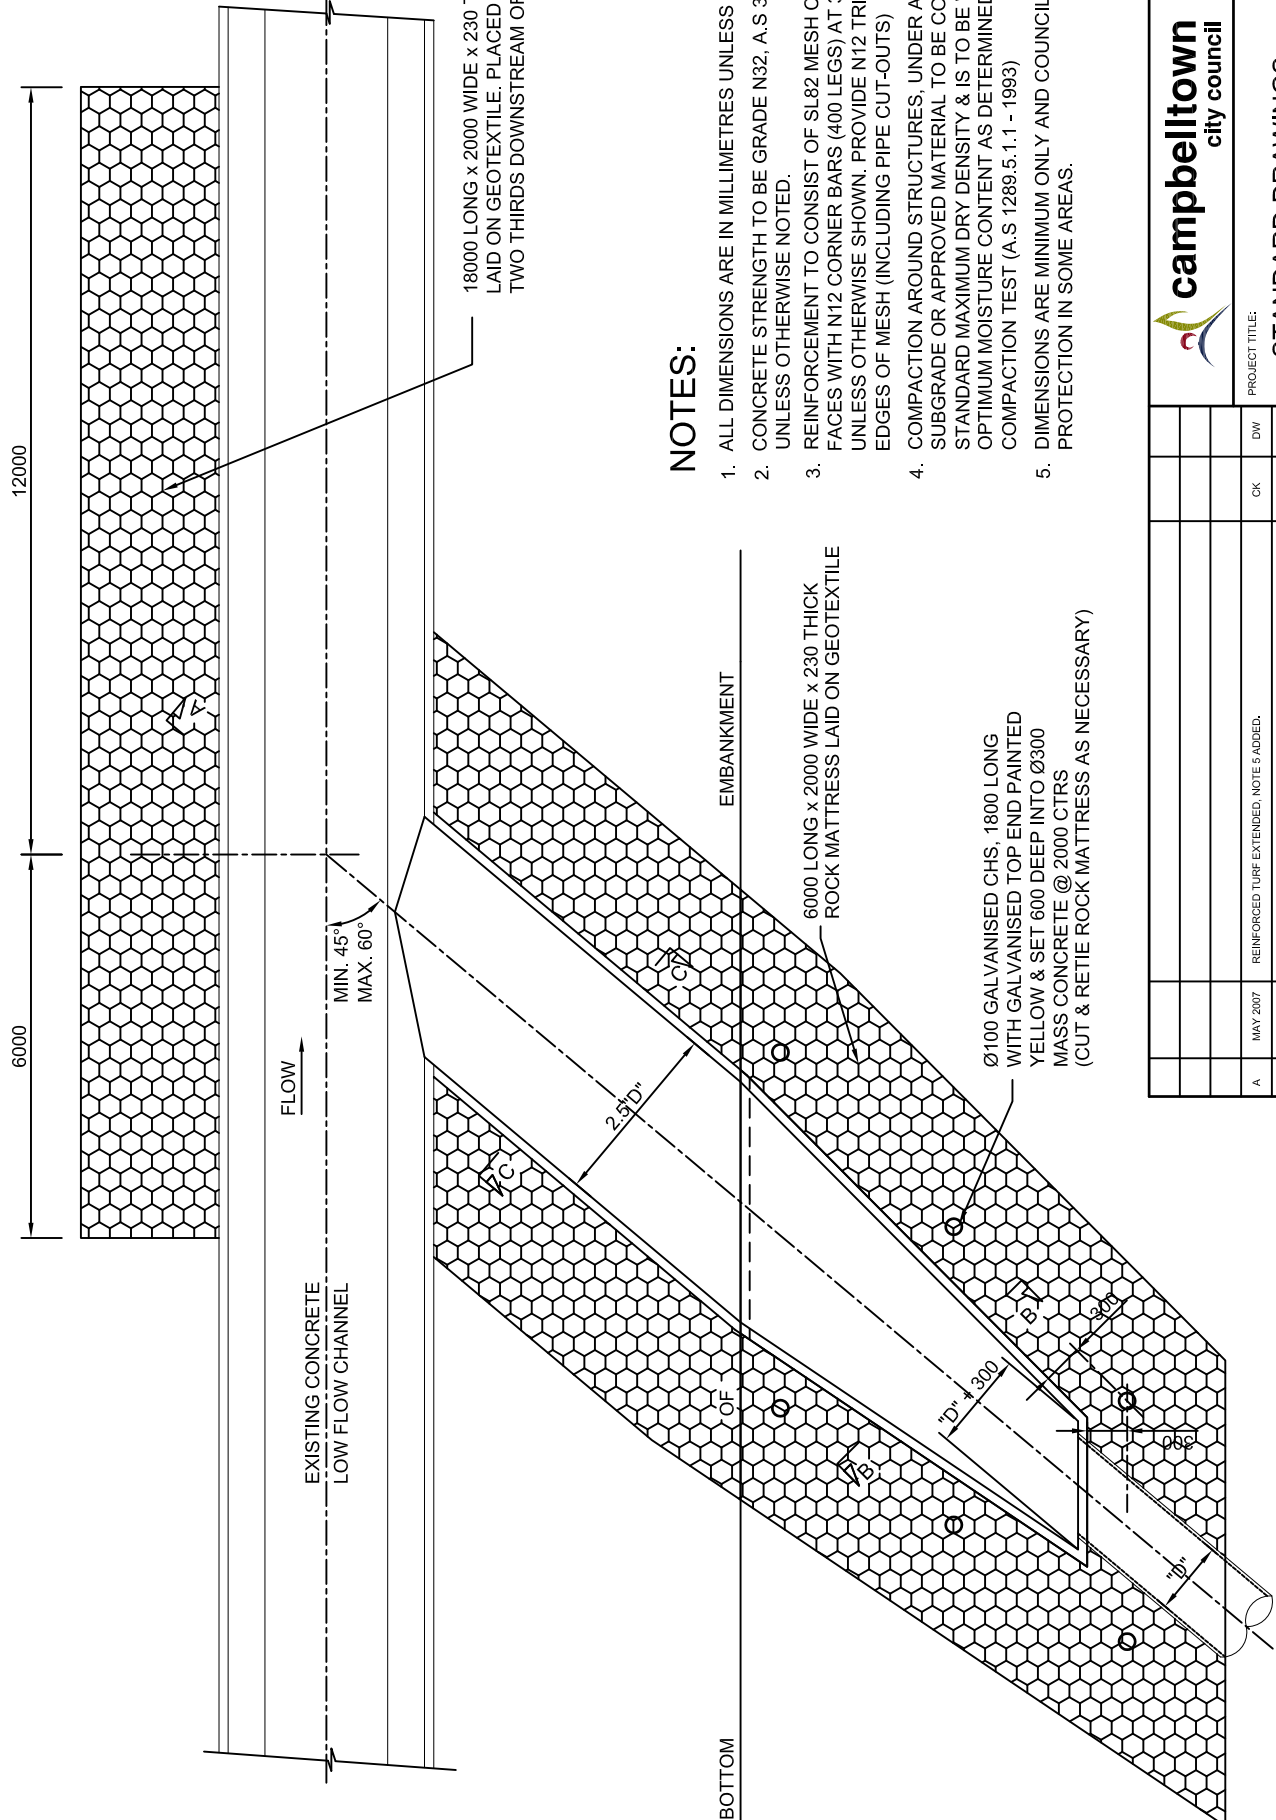 12000
6000
18000 LONG x 2000 WIDE x 230
LAID ON GEOTEXTILE. PLACED
TWO THIRDS DOWNSTREAM
A
MIN. 45°
MAX. 60°
FLOW
EXISTING CONCRETE
LOW FLOW CHANNEL
C
C
2.5"D"
BOTTOM
OF
EMBANKMENT
6000 LONG x 2000 WIDE x 230 THICK
ROCK MATTRESS LAID ON GEOTEXTILE
Ø100 GALVANISED CHS, 1800 LONG
WITH GALVANISED TOP END PAINTED
YELLOW & SET 600 DEEP INTO Ø300
MASS CONCRETE @ 2000 CTRS
(CUT & RETIE ROCK MATTRESS AS NECESSARY)
B
B
"D" + 300
300
300
"D"
NOTES:
1. ALL DIMENSIONS ARE IN MILLIMETRES UNLESS
2. CONCRETE STRENGTH TO BE GRADE N32, A.S 3
UNLESS OTHERWISE NOTED.
3. REINFORCEMENT TO CONSIST OF SL82 MESH
FACES WITH N12 CORNER BARS (400 LEGS) AT 3
UNLESS OTHERWISE SHOWN. PROVIDE N12
EDGES OF MESH (INCLUDING PIPE CUT-OUTS)
4. COMPACTION AROUND STRUCTURES, UNDER A
SUBGRADE OR APPROVED MATERIAL TO BE
STANDARD MAXIMUM DRY DENSITY & IS TO BE
OPTIMUM MOISTURE CONTENT AS DETERMINED
COMPACTION TEST (A.S 1289.5.1.1 - 1993)
5. DIMENSIONS ARE MINIMUM ONLY AND COUNCIL
PROTECTION IN SOME AREAS.
campbelltown
city council
PROJECT TITLE:
STANDARD DRAWINGS
A MAY 2007 REINFORCED TURF EXTENDED, NOTE 5 ADDED. CK DW